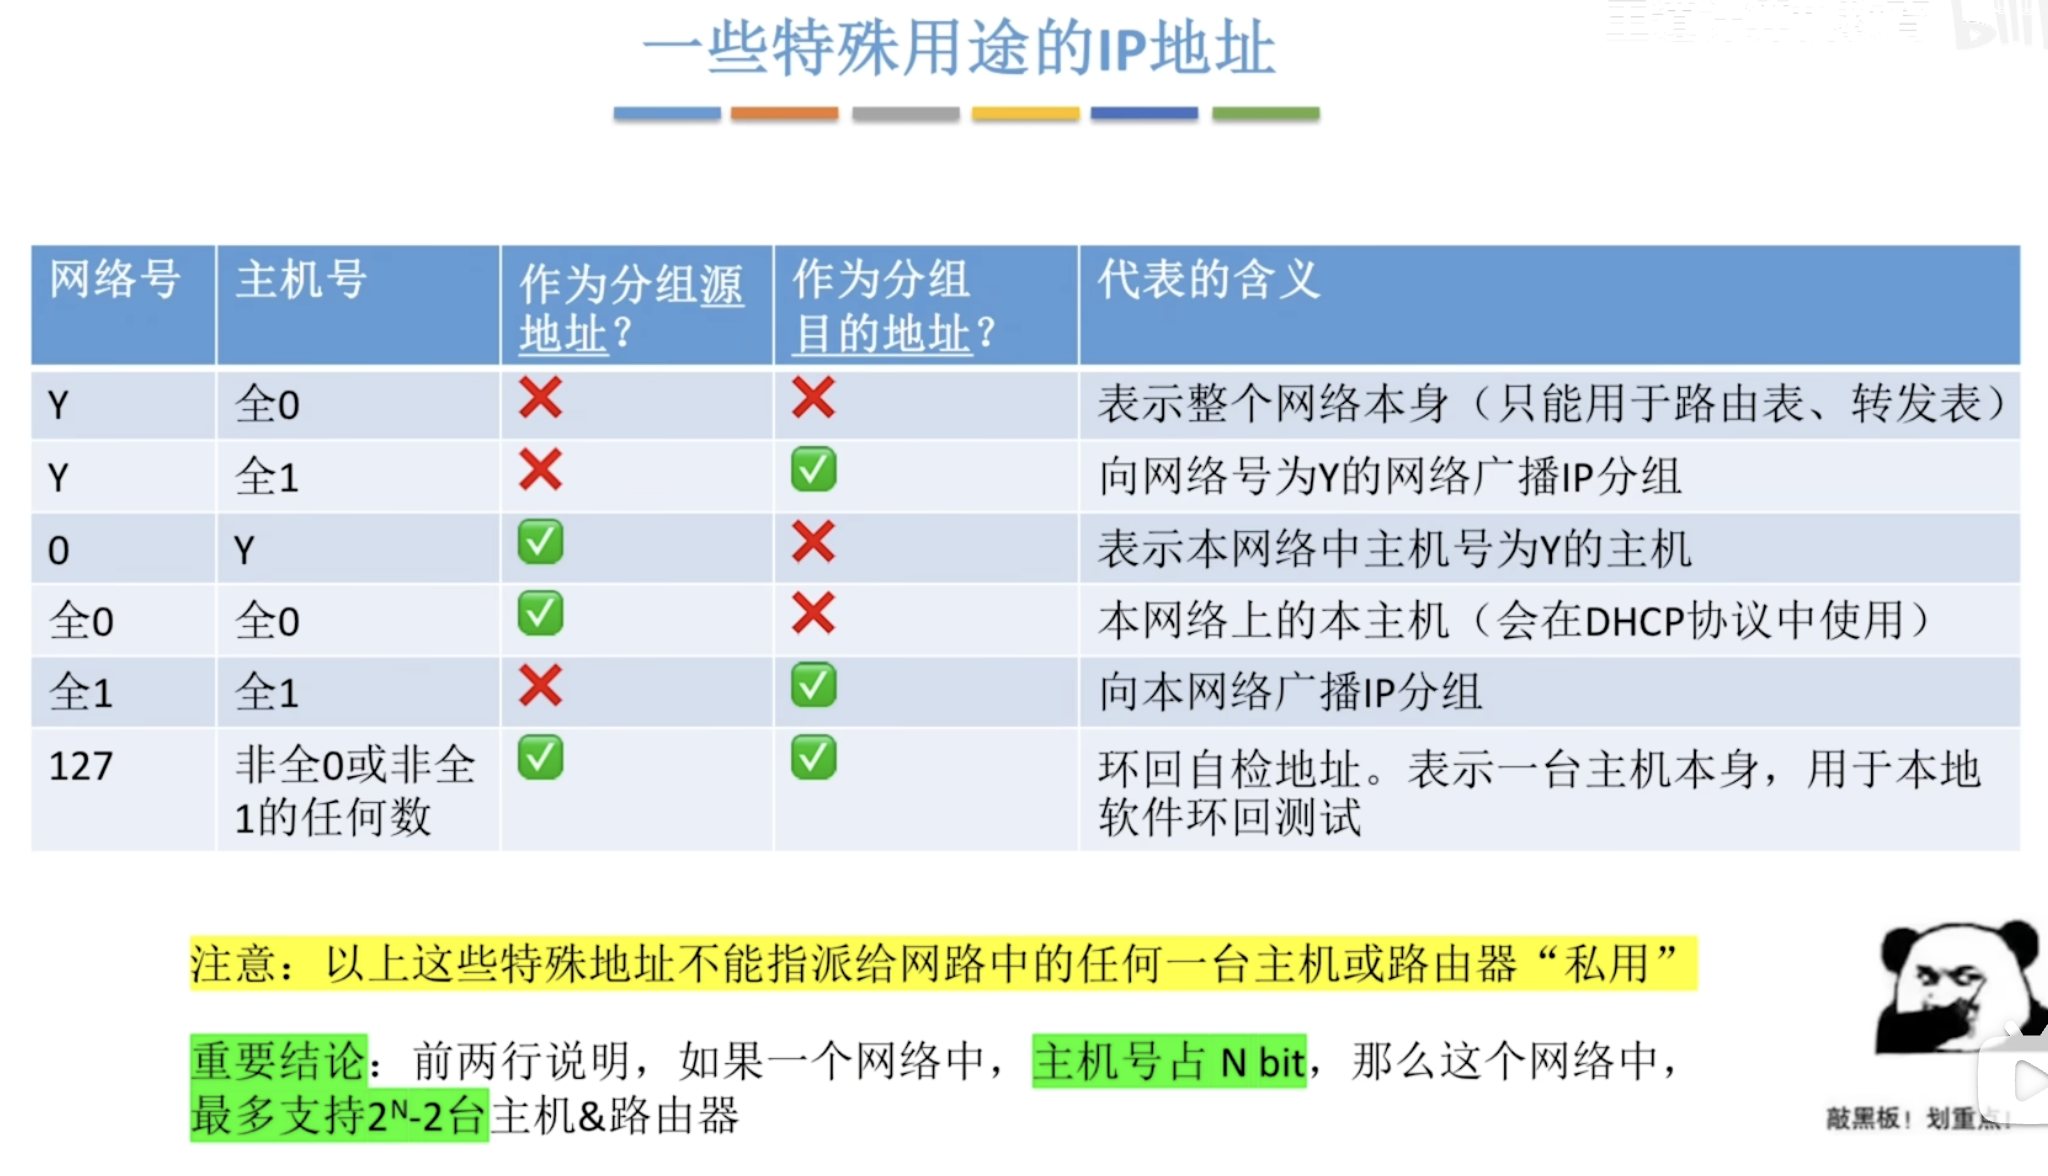 一些特殊用途的IP地址
网络号 主机号 作为分组源地址？ 作为分组目的地址？ 代表的含义
Y 全0 ❌ ❌ 表示整个网络本身（只能用于路由表、转发表）
Y 全1 ❌ ✅ 向网络号为Y的网络广播IP分组
0 Y ✅ ❌ 表示本网络中主机号为Y的主机
全0 全0 ✅ ❌ 本网络上的本主机（会在DHCP协议中使用）
全1 全1 ❌ ✅ 向本网络广播IP分组
127 非全0或非全1的任何数 ✅ ✅ 环回自检地址。表示一台主机本身，用于本地
软件环回测试
注意：以上这些特殊地址不能指派给网路中的任何一台主机或路由器“私用”
重要结论：前两行说明，如果一个网络中，主机号占 N bit，那么这个网络中，
最多支持2ᴺ-2台主机&路由器
敲黑板！划重点！